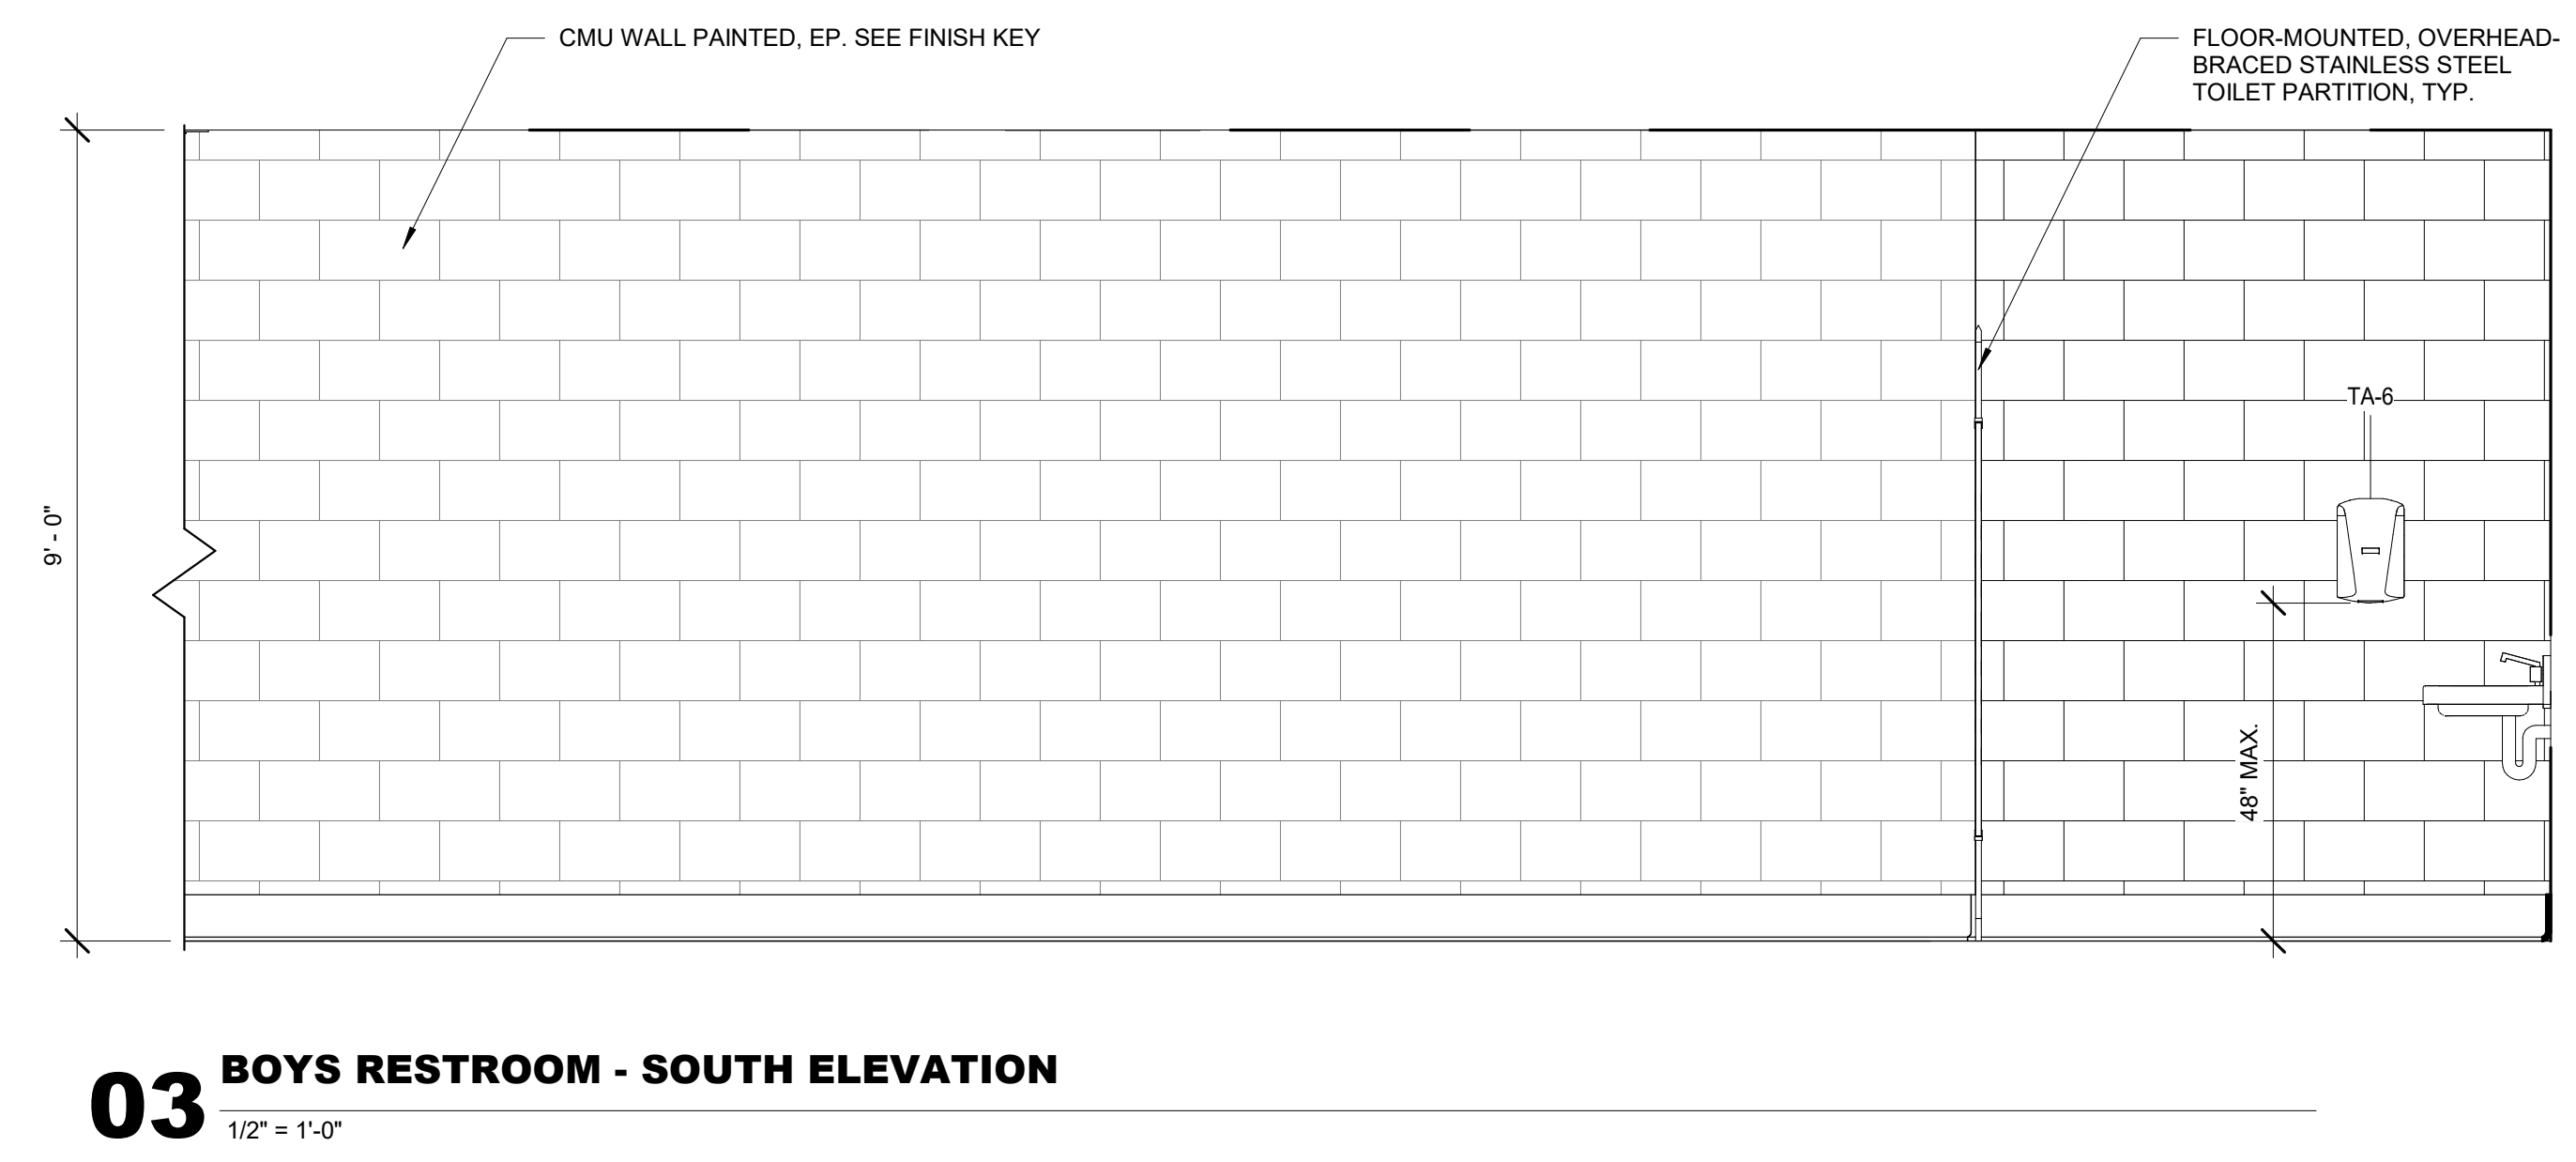 CMU WALL PAINTED, EP. SEE FINISH KEY
FLOOR-MOUNTED, OVERHEAD-
BRACED STAINLESS STEEL
TOILET PARTITION, TYP.
9' - 0"
TA-6
48" MAX.
03
BOYS RESTROOM - SOUTH ELEVATION
1/2" = 1'-0"